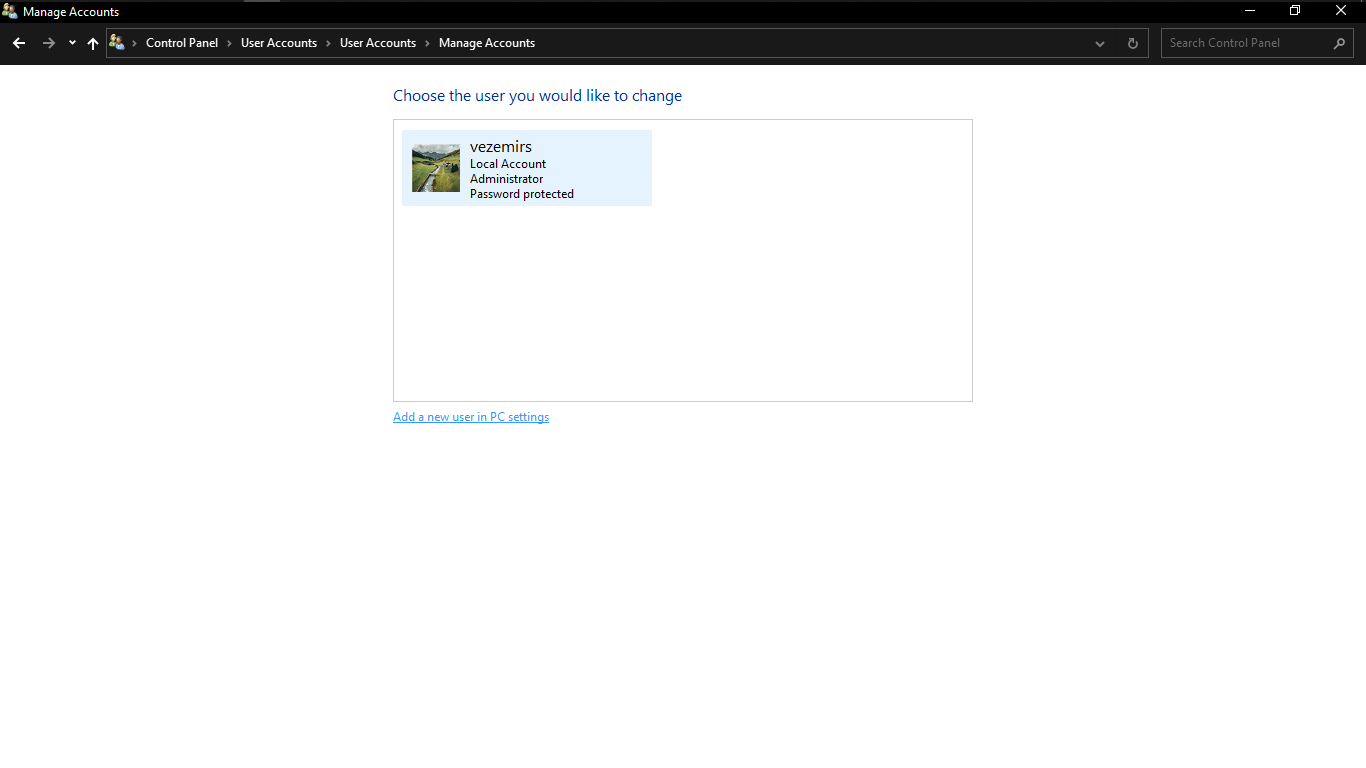 Manage Accounts
Control Panel User Accounts User Accounts Manage Accounts
Search Control Panel
Choose the user you would like to change
vezemirs
Local Account
Administrator
Password protected
Add a new user in PC settings